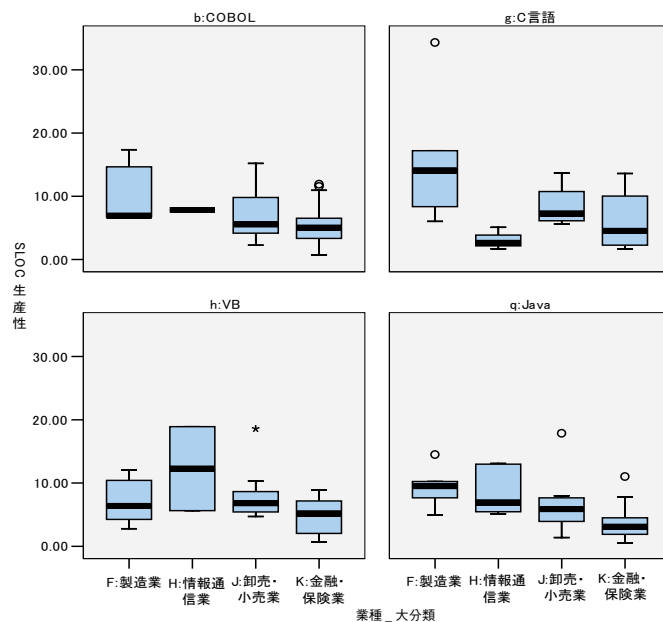 b:COBOL
g:C言語
30.00
20.00
10.00
0.00
SLOC生産性
h:VB
q:Java
30.00
20.00
10.00
0.00
*
F:製造業
H:情報通
信業
J:卸売・
小売業
K:金融・
保険業
F:製造業
H:情報通
信業
J:卸売・
小売業
K:金融・
保険業
業種_大分類